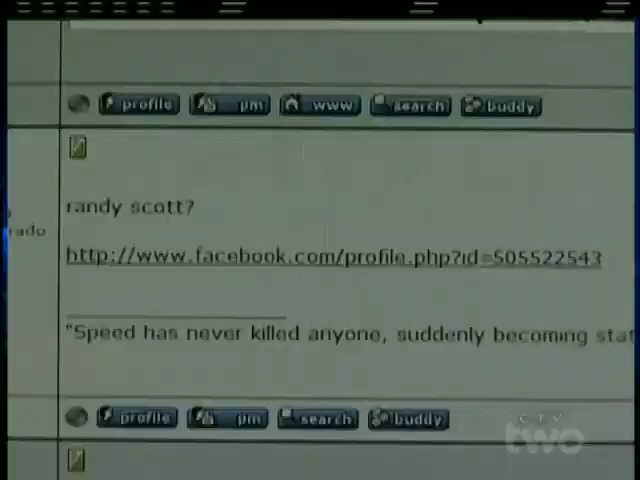 profile pm www search buddy
randy scott?
rado
http://www.facebook.com/profile.php?id=505522543
"Speed has never killed anyone, suddenly becoming stat
profile pm search buddy
CTV
two